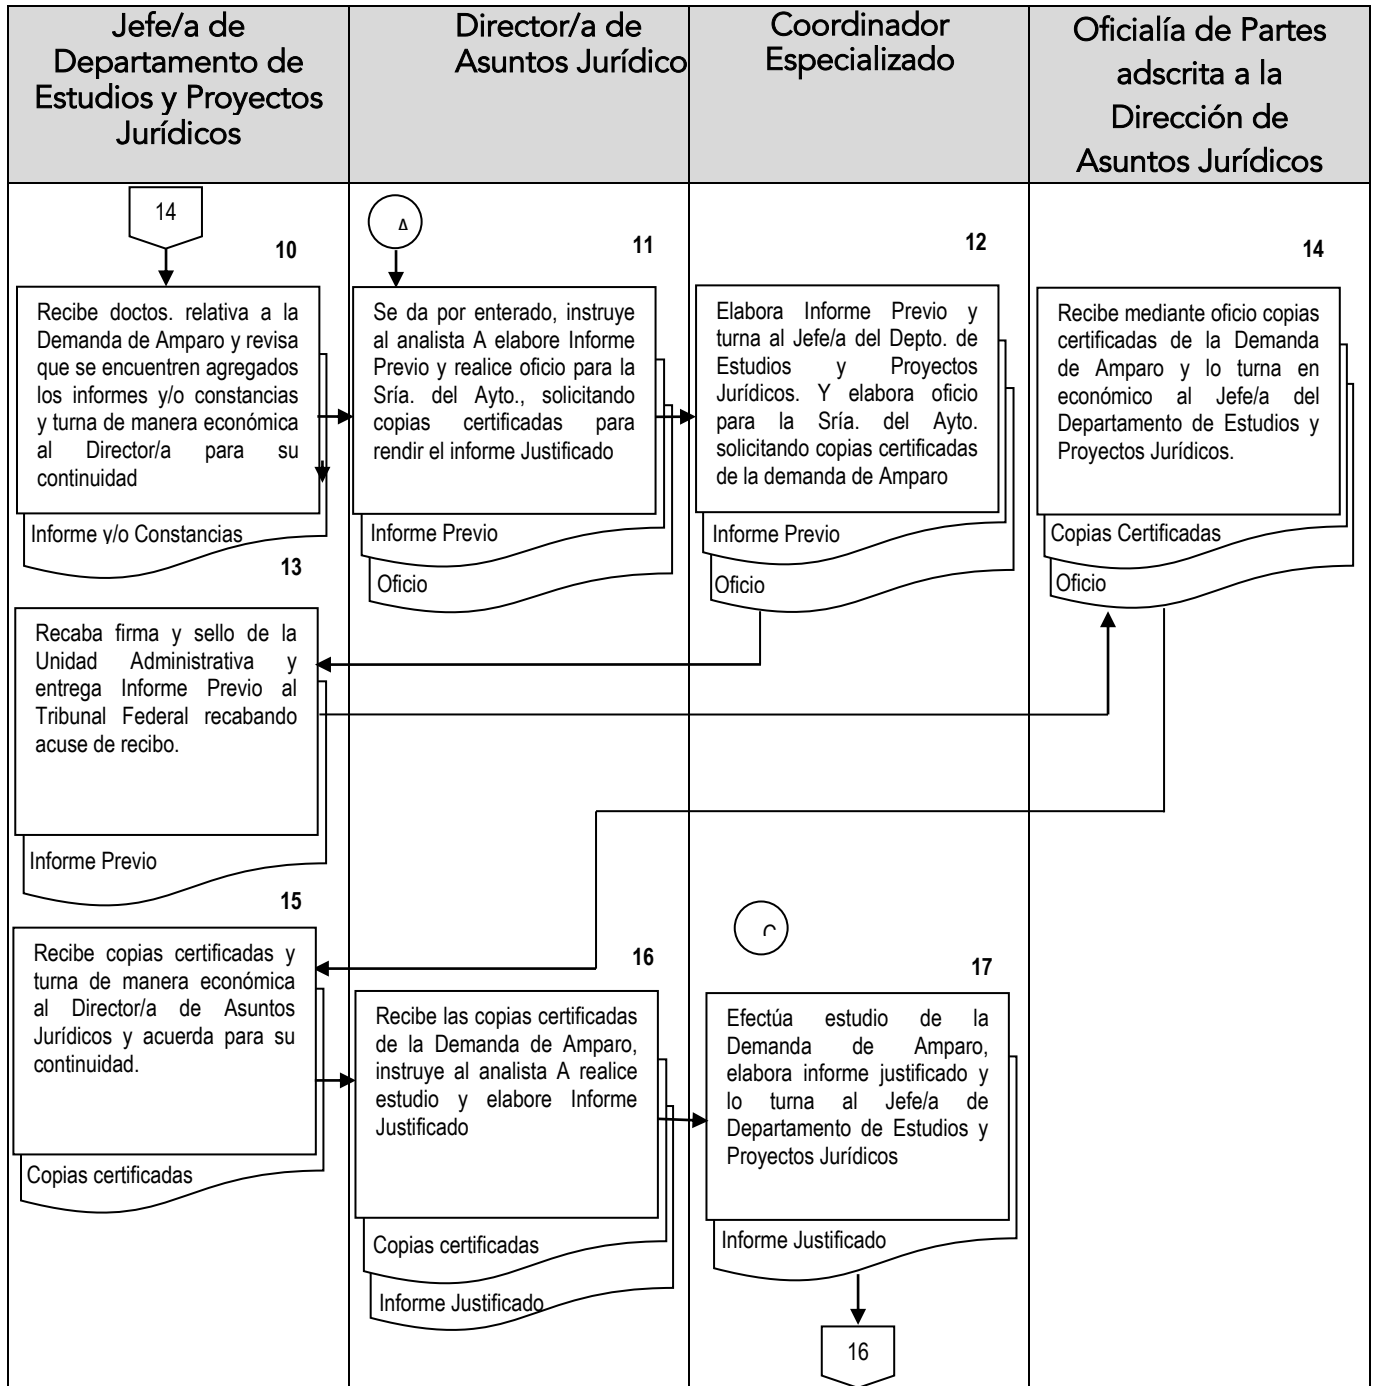 Jefe/a de
Departamento de
Estudios y Proyectos
Jurídicos
Director/a de
Asuntos Jurídico
Coordinador
Especializado
Oficialía de Partes
adscrita a la
Dirección de
Asuntos Jurídicos
14
10
Recibe doctos. relativa a la
Demanda de Amparo y revisa
que se encuentren agregados
los informes y/o constancias
y turna de manera económica
al Director/a para su
continuidad
Informe y/o Constancias
11
Se da por enterado, instruye
al analista A elabore Informe
Previo y realice oficio para la
Sría. del Ayto., solicitando
copias certificadas para
rendir el informe Justificado
Informe Previo
Oficio
12
Elabora Informe Previo y
turna al Jefe/a del Depto. de
Estudios y Proyectos
Jurídicos. Y elabora oficio
para la Sría. del Ayto.
solicitando copias certificadas
de la demanda de Amparo
Informe Previo
Oficio
14
Recibe mediante oficio copias
certificadas de la Demanda
de Amparo y lo turna en
económico al Jefe/a del
Departamento de Estudios y
Proyectos Jurídicos.
Copias Certificadas
Oficio
13
Recaba firma y sello de la
Unidad Administrativa y
entrega Informe Previo al
Tribunal Federal recabando
acuse de recibo.
Informe Previo
15
Recibe copias certificadas y
turna de manera económica
al Director/a de Asuntos
Jurídicos y acuerda para su
continuidad.
Copias certificadas
16
Recibe las copias certificadas
de la Demanda de Amparo,
instruye al analista A realice
estudio y elabore Informe
Justificado
Copias certificadas
Informe Justificado
17
Efectúa estudio de la
Demanda de Amparo,
elabora informe justificado y
lo turna al Jefe/a de
Departamento de Estudios y
Proyectos Jurídicos
Informe Justificado
16